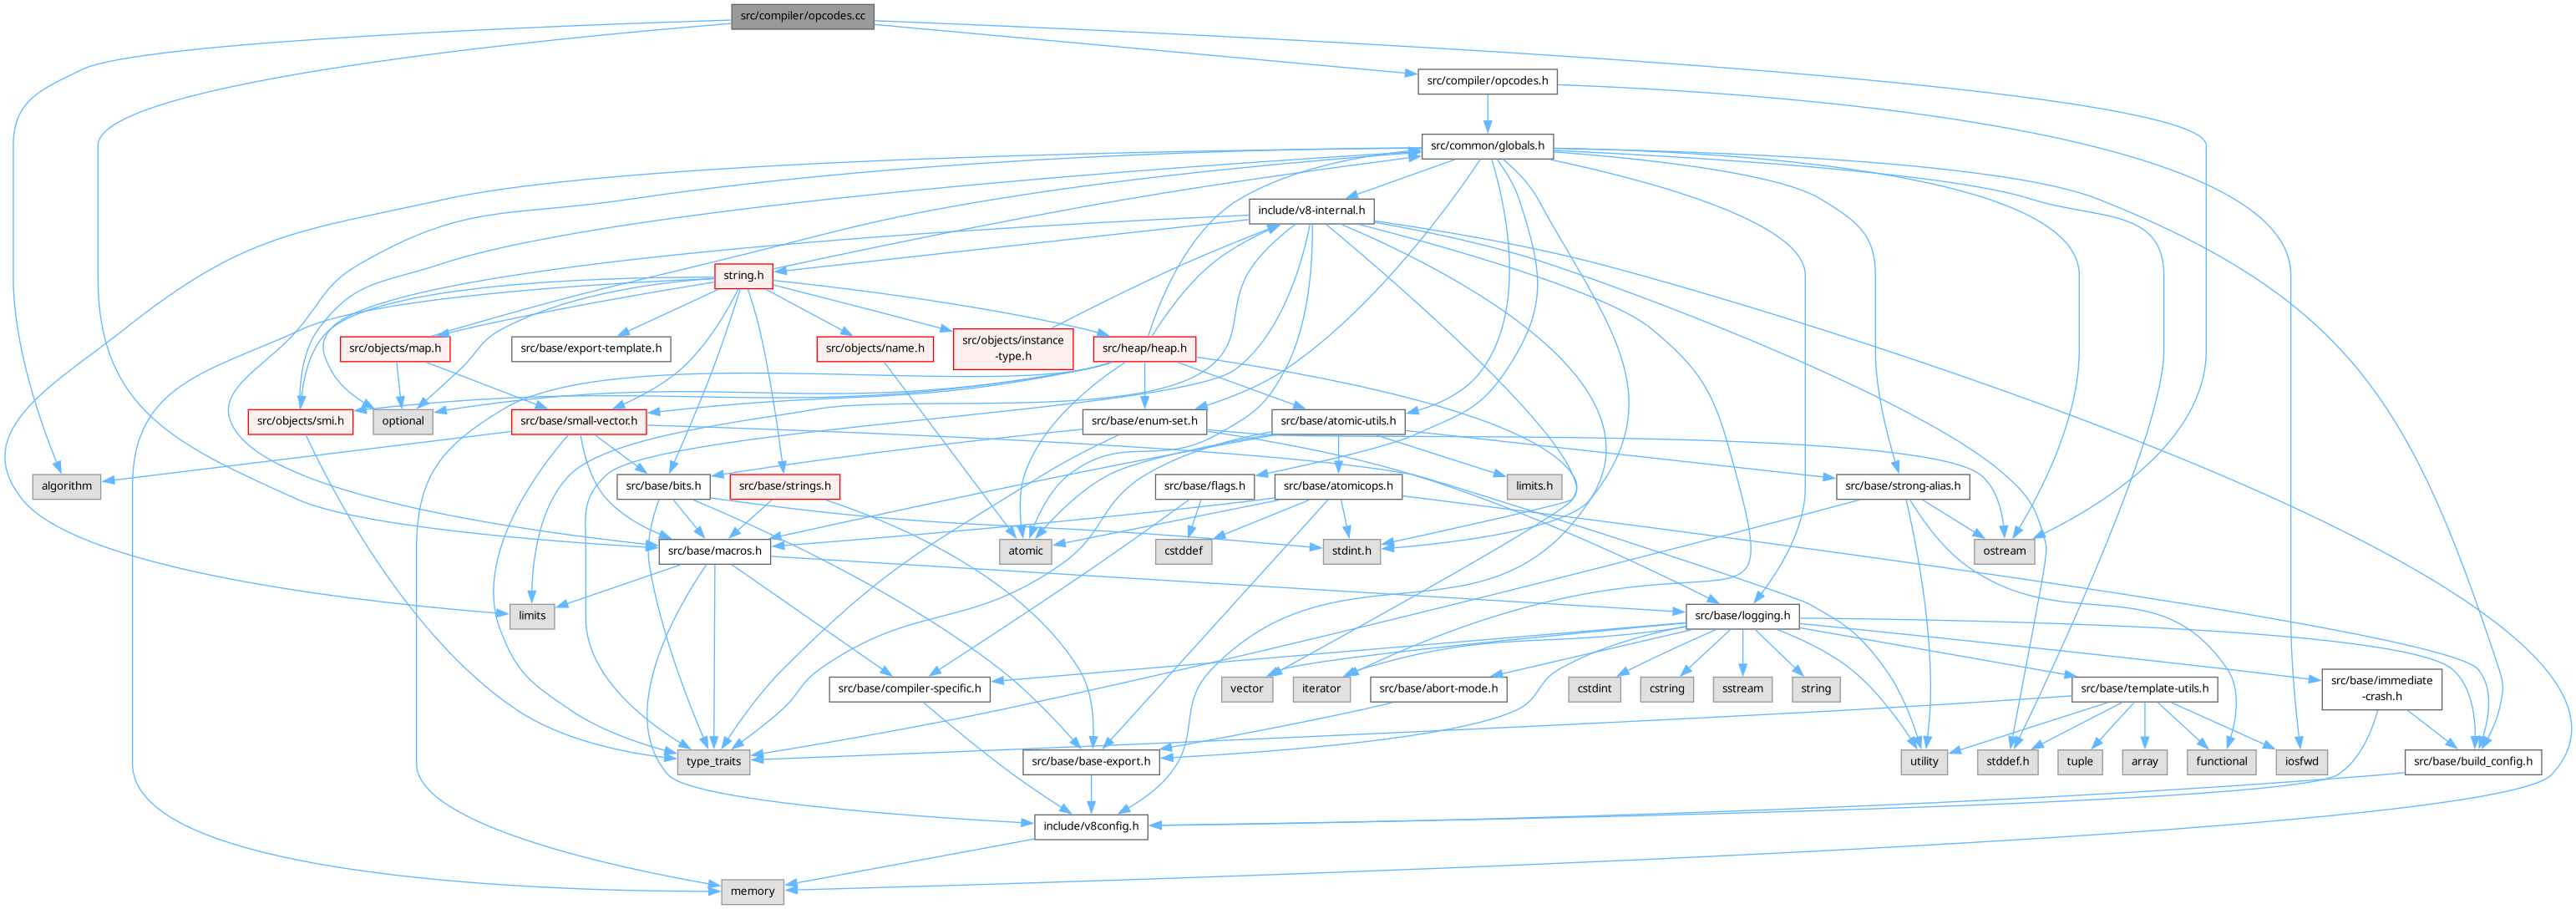 src/compiler/opcodes.cc
src/compiler/opcodes.h
src/common/globals.h
include/v8-internal.h
string.h
src/objects/map.h
src/base/export-template.h
src/objects/name.h
src/objects/instance
-type.h
src/heap/heap.h
src/objects/smi.h
optional
src/base/small-vector.h
src/base/enum-set.h
src/base/atomic-utils.h
algorithm
src/base/bits.h
src/base/strings.h
src/base/flags.h
src/base/atomicops.h
limits.h
src/base/strong-alias.h
src/base/macros.h
atomic
cstddef
stdint.h
ostream
limits
src/base/logging.h
src/base/compiler-specific.h
vector
iterator
src/base/abort-mode.h
cstdint
cstring
sstream
string
src/base/template-utils.h
src/base/immediate
-crash.h
type_traits
src/base/base-export.h
utility
stddef.h
tuple
array
functional
iosfwd
src/base/build_config.h
include/v8config.h
memory